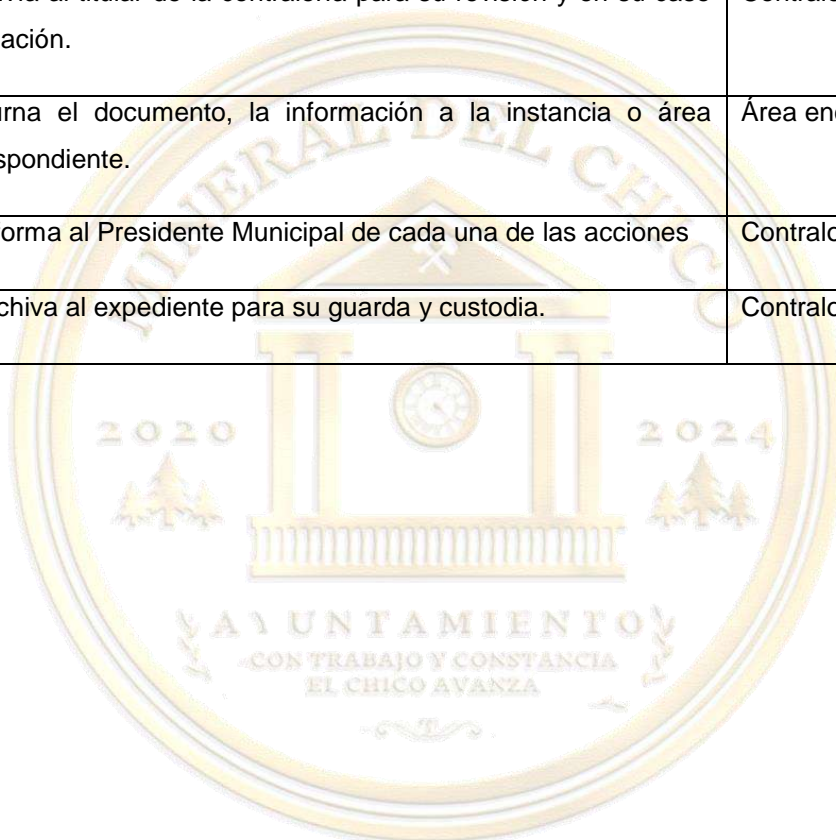 ación.
urna el documento, la información a la instancia o área
Área en
spondiente.
orma al Presidente Municipal de cada una de las acciones
Contralo
chiva al expediente para su guarda y custodia.
Contralo
MINERAL DEL CHICO
2020
2024
AYUNTAMIENTO
CON TRABAJO Y CONSTANCIA
EL CHICO AVANZA